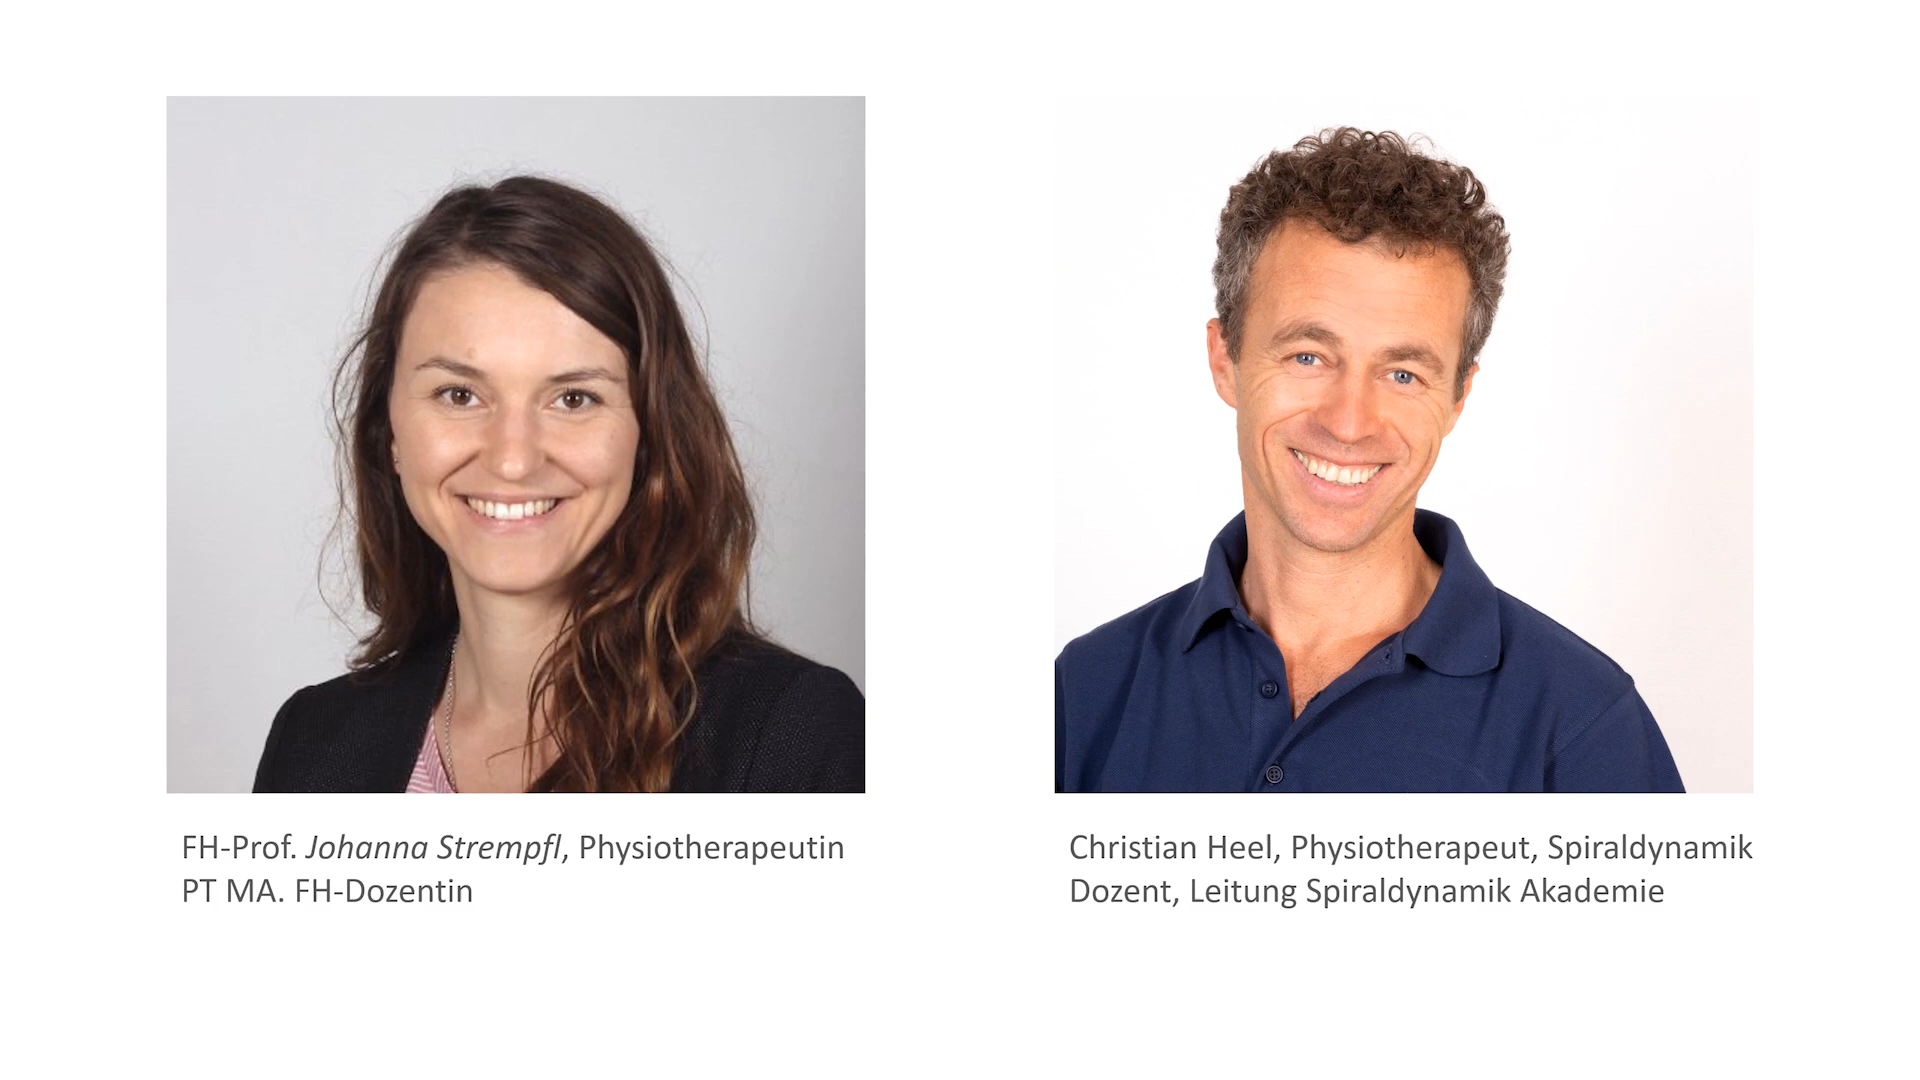 FH-Prof. Johanna Strempfl, Physiotherapeutin
PT MA. FH-Dozentin
Christian Heel, Physiotherapeut, Spiraldynamik
Dozent, Leitung Spiraldynamik Akademie